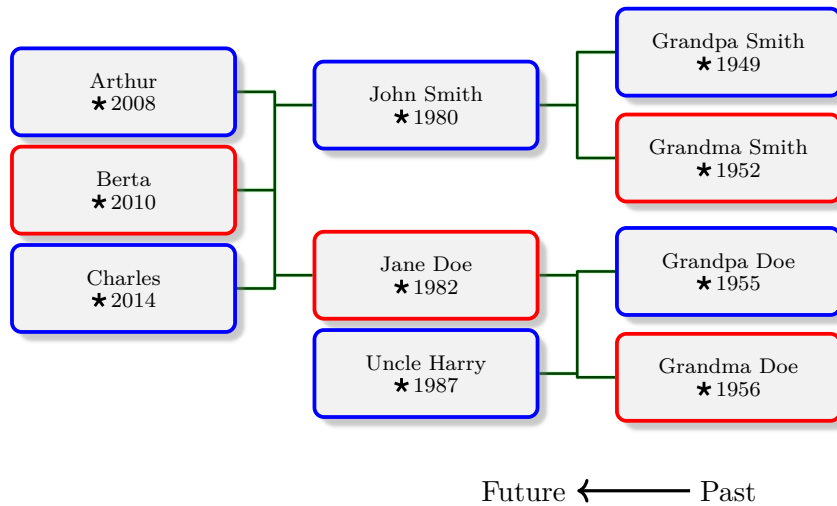 Arthur
★2008
Berta
★2010
Charles
★2014
John Smith
★1980
Jane Doe
★1982
Uncle Harry
★1987
Grandpa Smith
★1949
Grandma Smith
★1952
Grandpa Doe
★1955
Grandma Doe
★1956
Future
Past